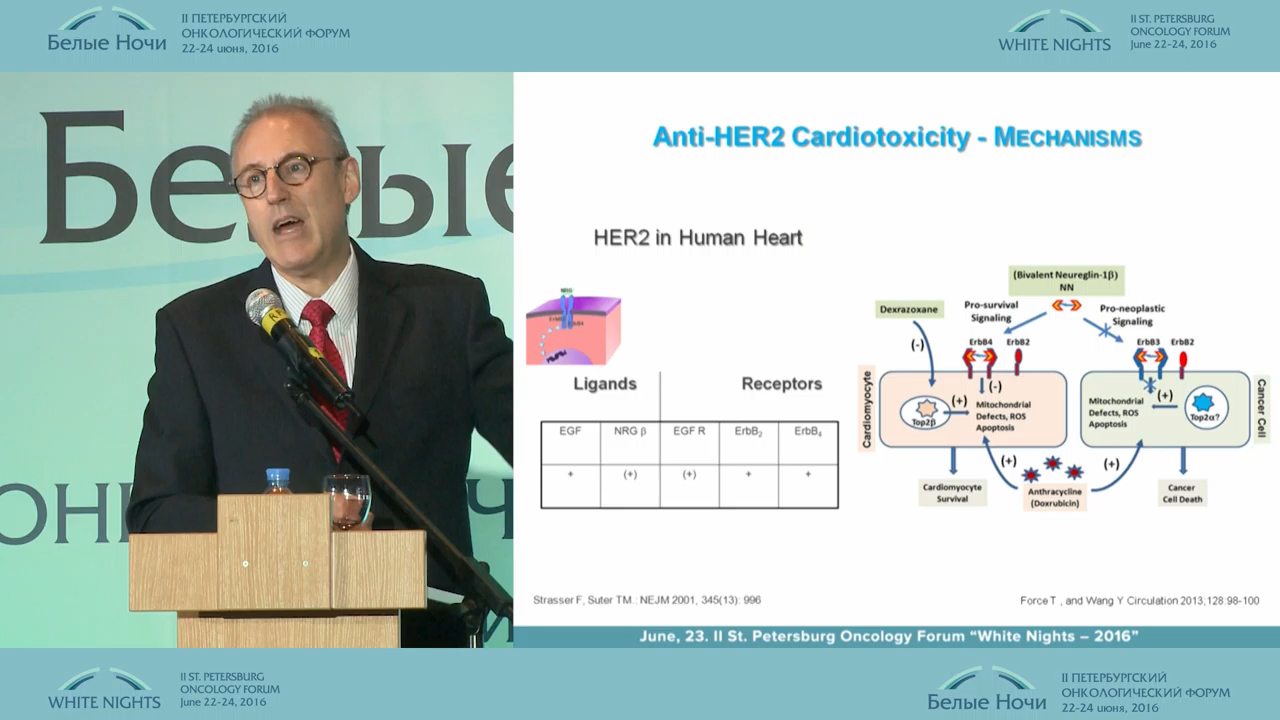 Белые Ночи
II ПЕТЕРБУРГСКИЙ
ОНКОЛОГИЧЕСКИЙ ФОРУМ
22-24 июня, 2016
WHITE NIGHTS
II ST. PETERSBURG
ONCOLOGY FORUM
June 22-24, 2016
Белые
Anti-HER2 Cardiotoxicity - MECHANISMS
HER2 in Human Heart
Ligands
Receptors
EGF
NRG β
EGF R
ErbB2
ErbB4
+
(+)
(+)
+
+
(Bivalent Neureglin-1β)
NN
Dexrazoane
Pro-survival
Signaling
Pro-neoplastic
Signaling
(-)
ErbB4
ErbB2
ErbB3
ErbB2
Cardiomyocyte
Top2β
(+)
(-)
Mitochondrial
Defects, ROS
Apoptosis
Mitochondrial
Defects, ROS
Apoptosis
(+)
Top2α?
Cancer Cell
Cardiomyocyte
Survival
(+)
Anthracycline
(Doxrubicin)
(+)
Cancer
Cell Death
Strasser F, Suter TM.: NEJM 2001, 345(13): 996
Force T , and Wang Y Circulation 2013;128:98-100
June, 23. II St. Petersburg Oncology Forum “White Nights – 2016”
WHITE NIGHTS
II ST. PETERSBURG
ONCOLOGY FORUM
June 22-24, 2016
Белые Ночи
II ПЕТЕРБУРГСКИЙ
ОНКОЛОГИЧЕСКИЙ ФОРУМ
22-24 июня, 2016